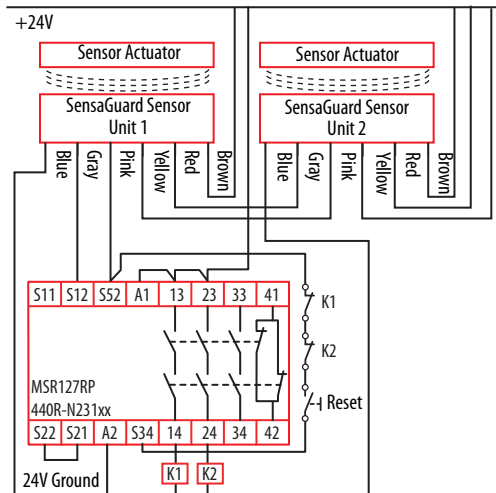 +24V
Sensor Actuator
Sensor Actuator
SensaGuard Sensor
Unit 1
SensaGuard Sensor
Unit 2
Blue
Gray
Pink
Yellow
Red
Brown
Blue
Gray
Pink
Yellow
Red
Brown
S11 S12 S52 A1 13 23 33 41
K1
K2
Reset
MSR127RP
440R-N231xx
S22 S21 A2 S34 14 24 34 42
24V Ground
K1 K2